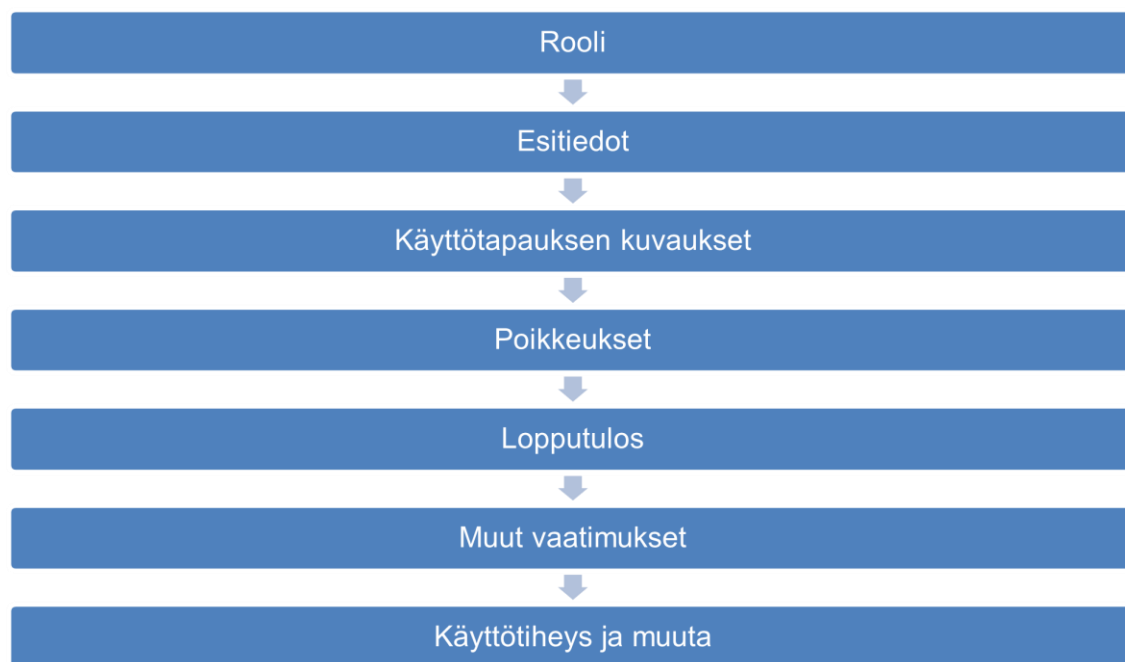 Rooli
Esitiedot
Käyttötapauksen kuvaukset
Poikkeukset
Lopputulos
Muut vaatimukset
Käyttötiheys ja muuta